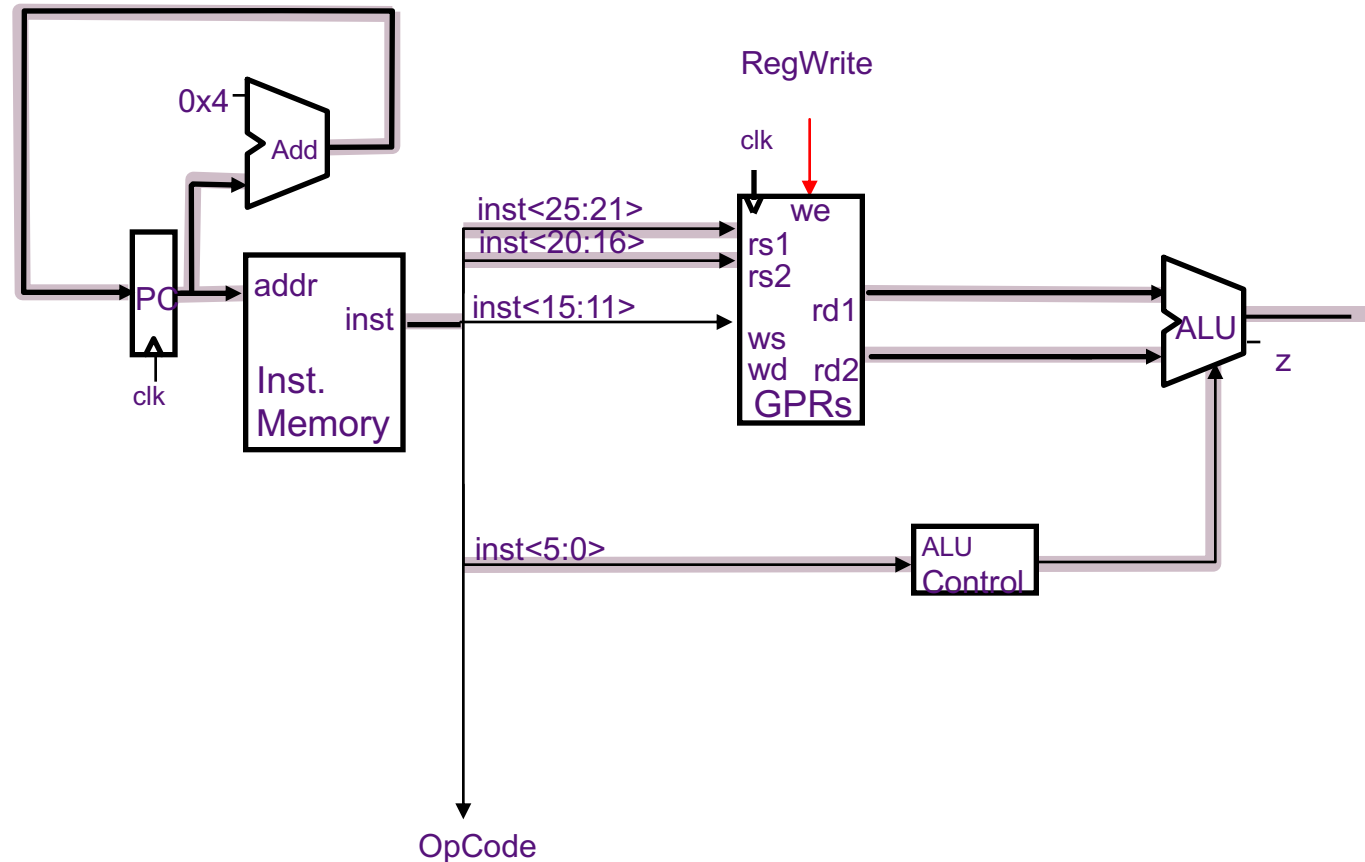 RegWrite
0x4
Add
clk
inst<25:21>
we
inst<20:16>
rs1
rs2
PC
addr
inst<15:11>
rd1
inst
ALU
ws
z
wd rd2
clk
Inst.
Memory
GPRs
inst<5:0>
ALU
Control
OpCode